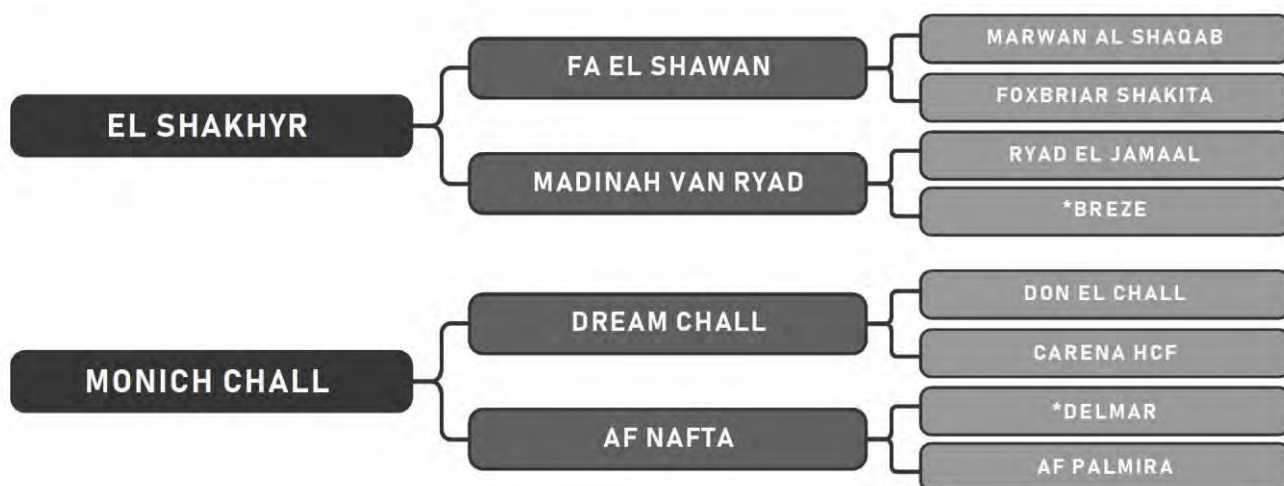 EL SHAKHYR
FA EL SHAWAN
MARWAN AL SHAQAB
FOXBRIAR SHAKITA
MADINAH VAN RYAD
RYAD EL JAMAAL
*BREZE
MONICH CHALL
DREAM CHALL
DON EL CHALL
CARENA HCF
AF NAFTA
*DELMAR
AF PALMIRA